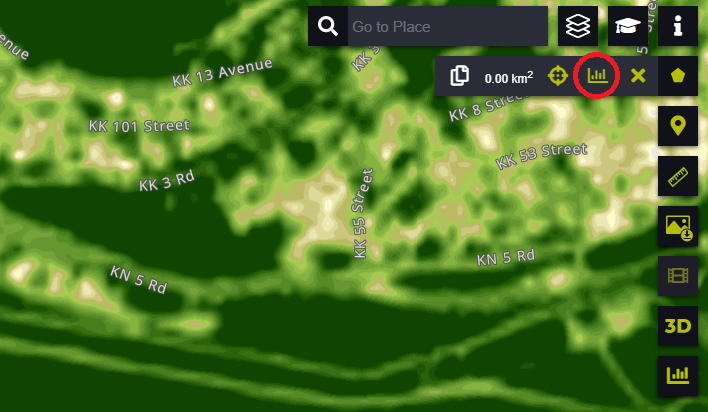 Go to Place
enue
KK 13 Avenue
0.00 km²
KK 8 Street
KK 101 Street
KK 53 Street
KK 3 Rd
KK 55 Street
KN 5 Rd
KN 5 Rd
3D